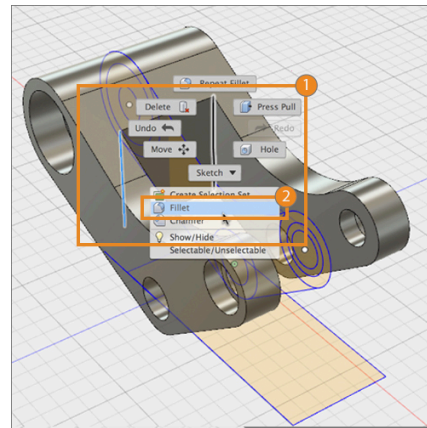 Repeat Fillet
1
Delete
Press Pull
Undo
Redo
Move
Hole
Sketch
Create Selection Set
2
Fillet
Chamfer
Show/Hide
Selectable/Unselectable